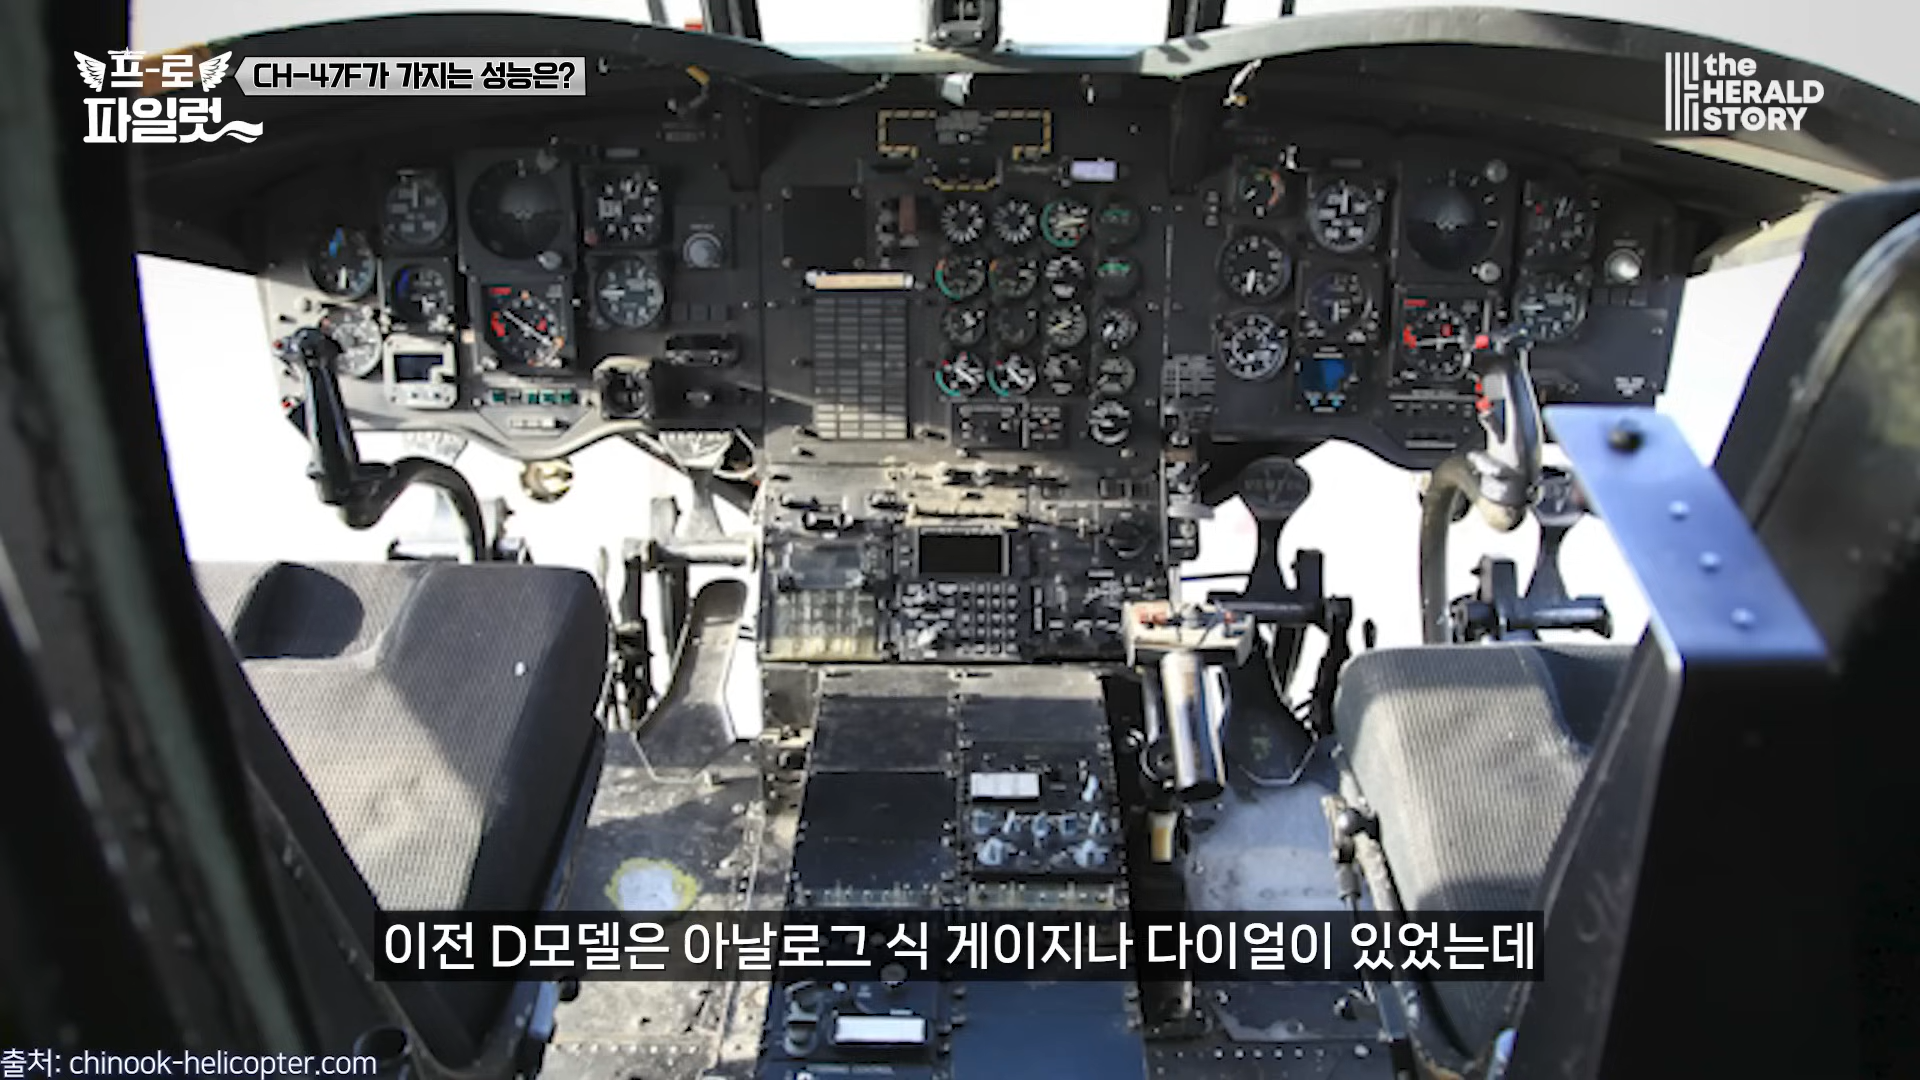 프-로
파일럿
CH-47F가 가지는 성능은?
the
HERALD
STORY
이전 D모델은 아날로그 식 게이지나 다이얼이 있었는데
출처: chinook-helicopter.com